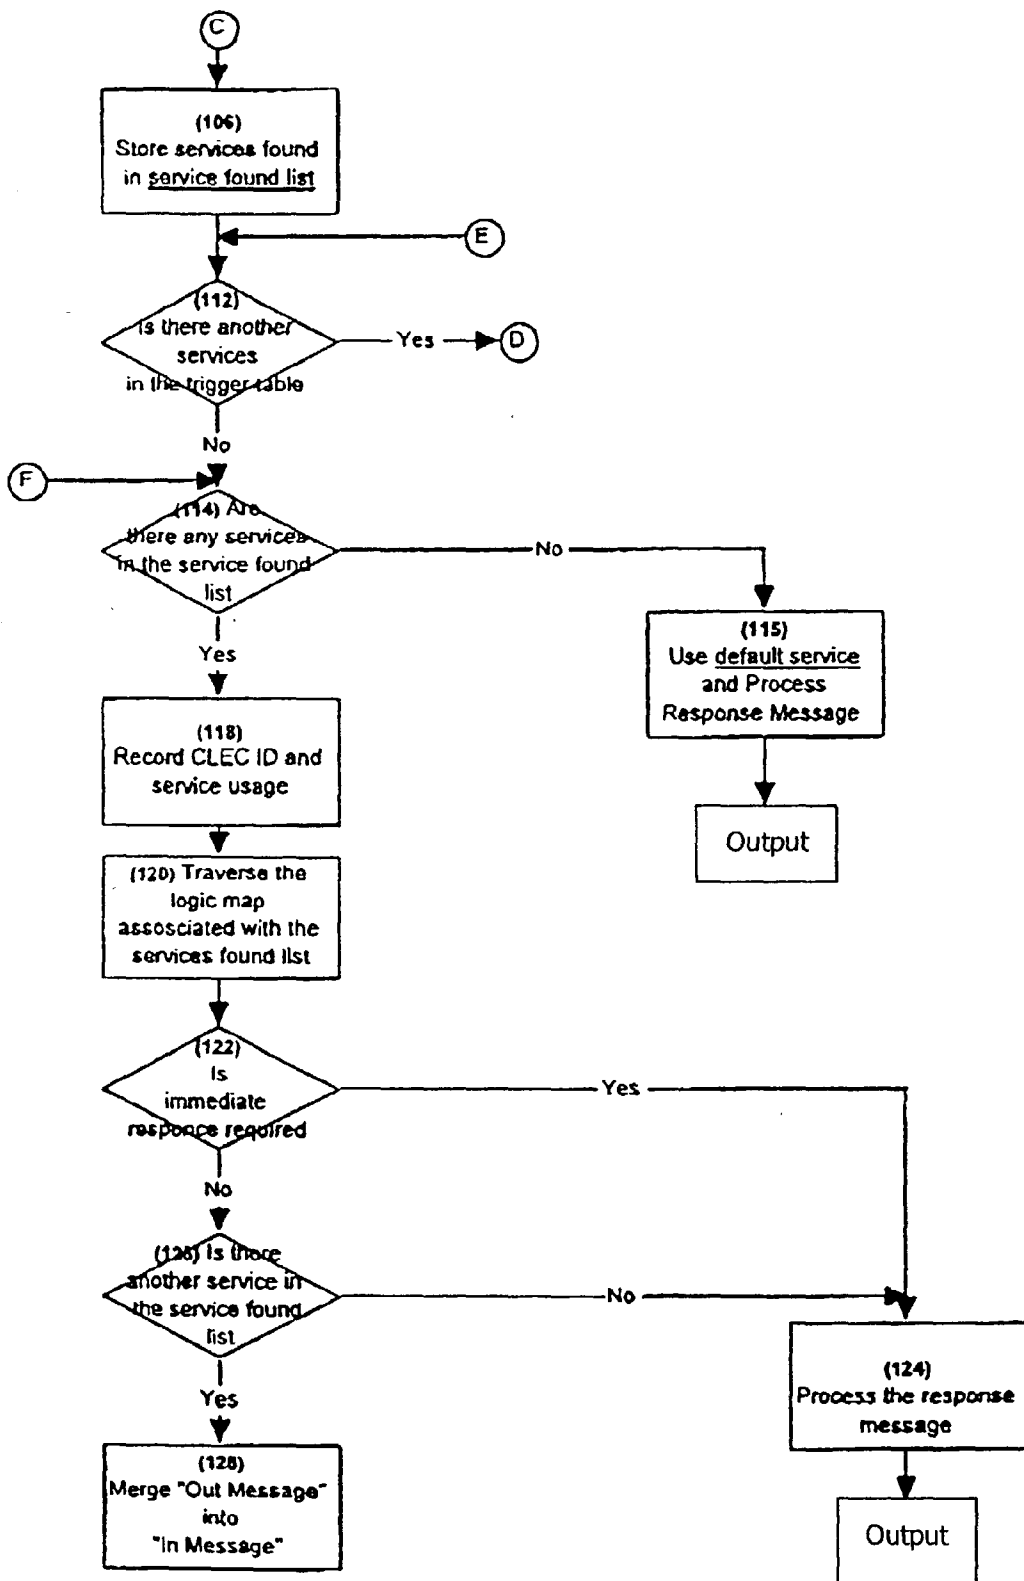 C
(106)
Store services found
in service found list
E
(112)
Is there another
services
in the trigger table
Yes
D
No
F
(114) Are
there any services
in the service found
list
No
Yes
(115)
Use default service
and Process
Response Message
Output
(118)
Record CLEC ID and
service usage
(120) Traverse the
logic map
assosciated with the
services found list
(122)
Is
immediate
responce required
Yes
No
(126) Is there
another service in
the service found
list
No
Yes
(124)
Process the response
message
Output
(128)
Merge "Out Message"
into
"In Message"